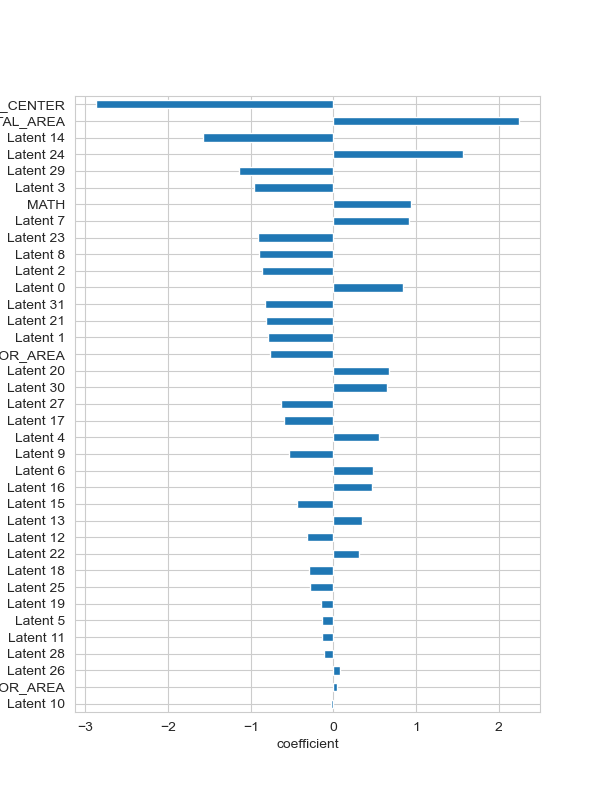 _CENTER
TAL_AREA
Latent 14
Latent 24
Latent 29
Latent 3
MATH
Latent 7
Latent 23
Latent 8
Latent 2
Latent 0
Latent 31
Latent 21
Latent 1
OR_AREA
Latent 20
Latent 30
Latent 27
Latent 17
Latent 4
Latent 9
Latent 6
Latent 16
Latent 15
Latent 13
Latent 12
Latent 22
Latent 18
Latent 25
Latent 19
Latent 5
Latent 11
Latent 28
Latent 26
OR_AREA
Latent 10
−3 −2 −1 0 1 2
coefficient